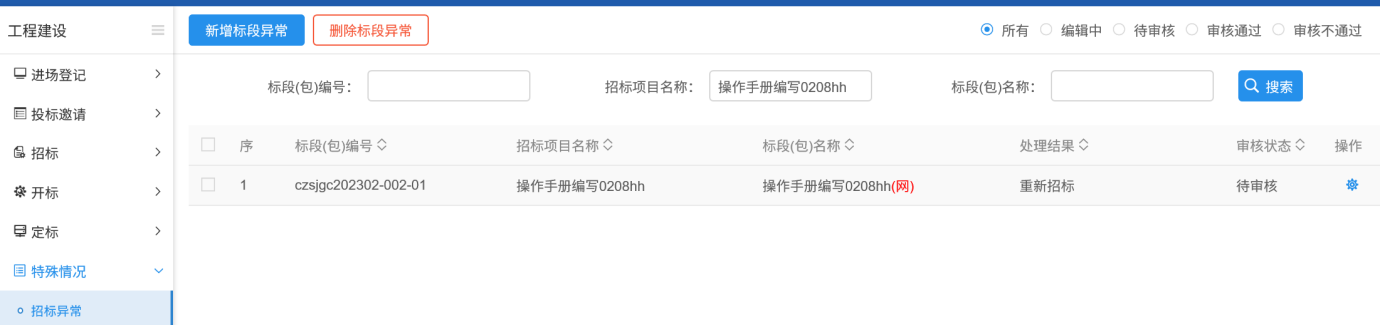 工程建设
新增标段异常 删除标段异常 所有 编辑中 待审核 审核通过 审核不通过
进场登记
标段(包)编号： 招标项目名称： 操作手册编写0208hh 标段(包)名称： 搜索
投标邀请
招标
序 标段(包)编号 招标项目名称 标段(包)名称 处理结果 审核状态 操作
开标
1 czsjgc202302-002-01 操作手册编写0208hh 操作手册编写0208hh(网) 重新招标 待审核
定标
特殊情况
招标异常